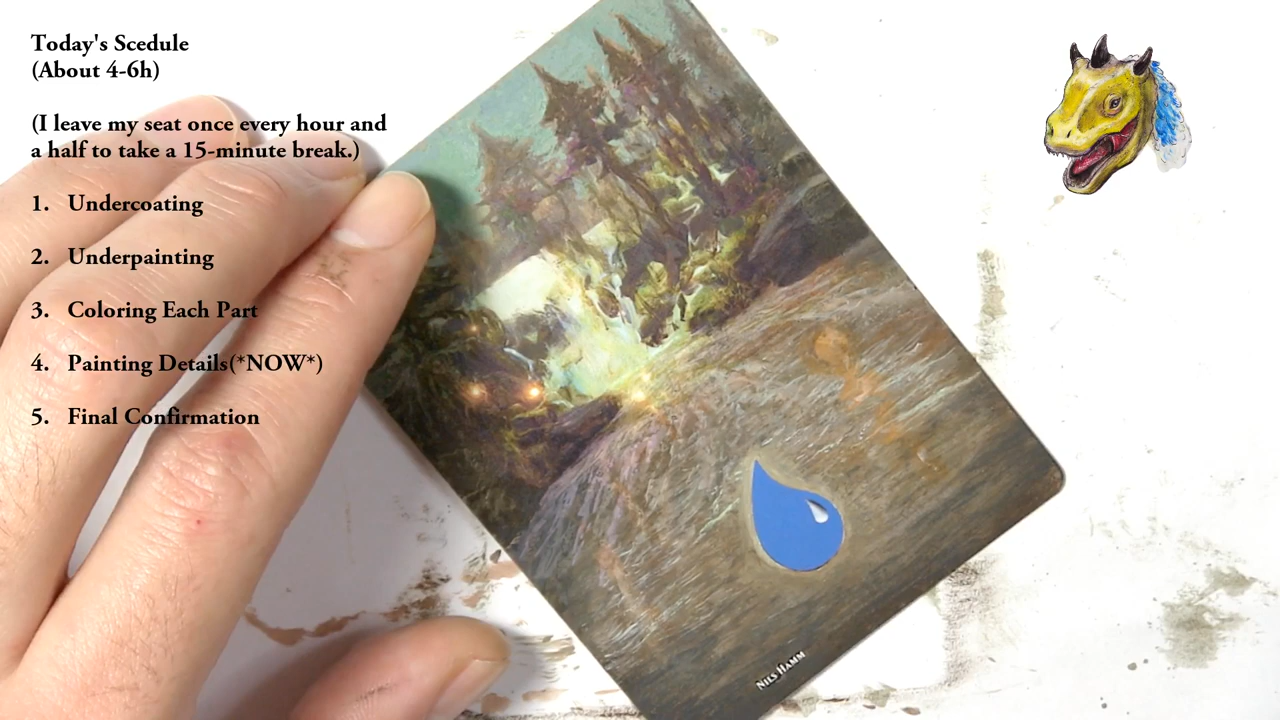 Today's Scedule
(About 4-6h)
(I leave my seat once every hour and
a half to take a 15-minute break.)
1. Undercoating
2. Underpainting
3. Coloring Each Part
4. Painting Details(*NOW*)
5. Final Confirmation
Nils Hamm